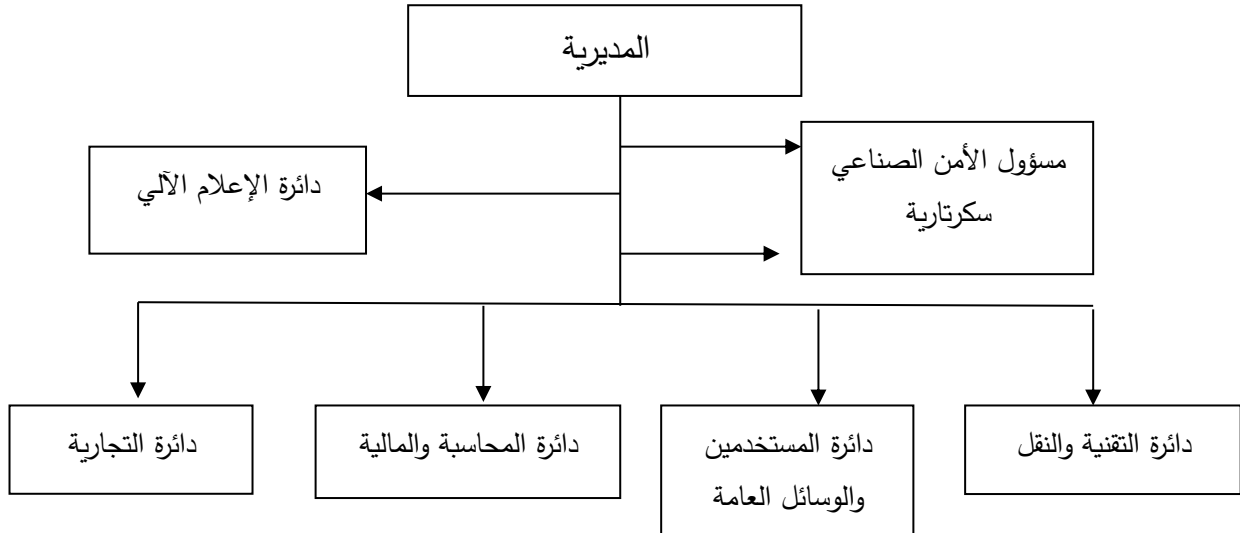 المديرية
مسؤول الأمن الصناعي
سكرتارية
دائرة الإعلام الآلي
دائرة التقنية والنقل
دائرة المستخدمين
والوسائل العامة
دائرة المحاسبة والمالية
دائرة التجارية